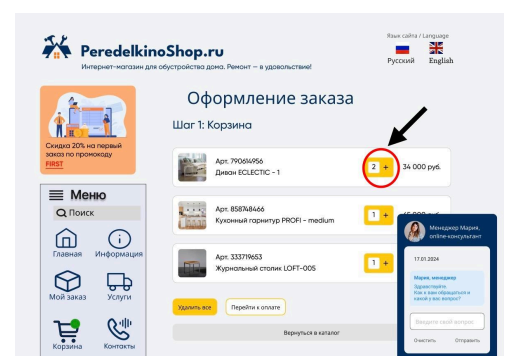 Язык сайта / Language
PeredelkinoShop.ru
Интернет-магазин для обустройства дома. Ремонт – в удовольствие!
Русский English
Оформление заказа
Шаг 1: Корзина
Скидка 20% на первый
заказ по промокоду
FIRST
Арт. 790614956
Диван ECLECTIC - 1
2 +
34 000 руб.
Меню
Поиск
Главная Информация
Мой заказ Услуги
Корзина Контакты
Арт. 858748466
Кухонный гарнитур PROFI - medium
1 +
Арт. 333719653
Журнальный столик LOFT-005
1 +
Удалить все Перейти к оплате
Вернуться в каталог
Менеджер Мария,
online-консультант
17.01.2024
Мария, менеджер
Здравствуйте.
Как к вам обращаться и
какой у вас вопрос?
Введите свой вопрос
Очистить Отправить